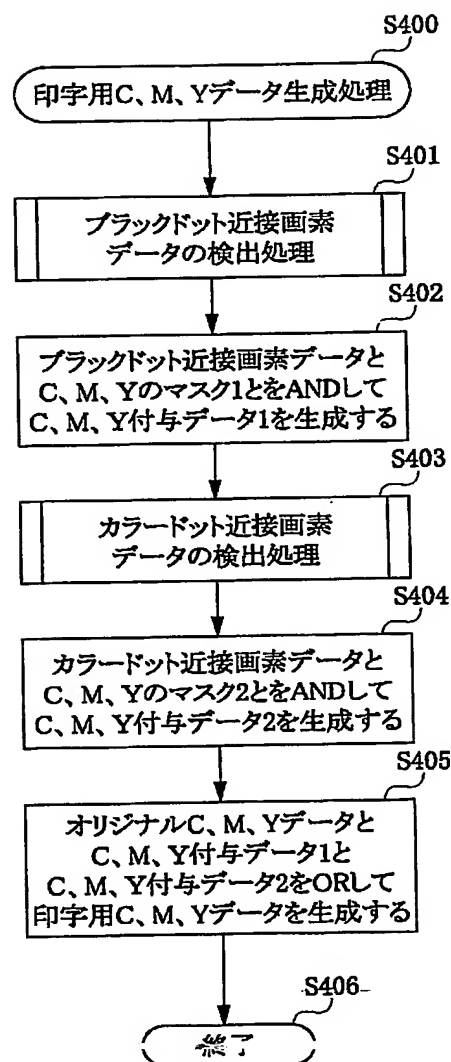 S400
印字用C、M、Yデータ生成処理
S401
ブラックドット近接画素
データの検出処理
S402
ブラックドット近接画素データと
C、M、Yのマスク1とをANDして
C、M、Y付与データ1を生成する
S403
カラードット近接画素
データの検出処理
S404
カラードット近接画素データと
C、M、Yのマスク2とをANDして
C、M、Y付与データ2を生成する
S405
オリジナルC、M、Yデータと
C、M、Y付与データ1と
C、M、Y付与データ2をORして
印字用C、M、Yデータを生成する
S406
終了